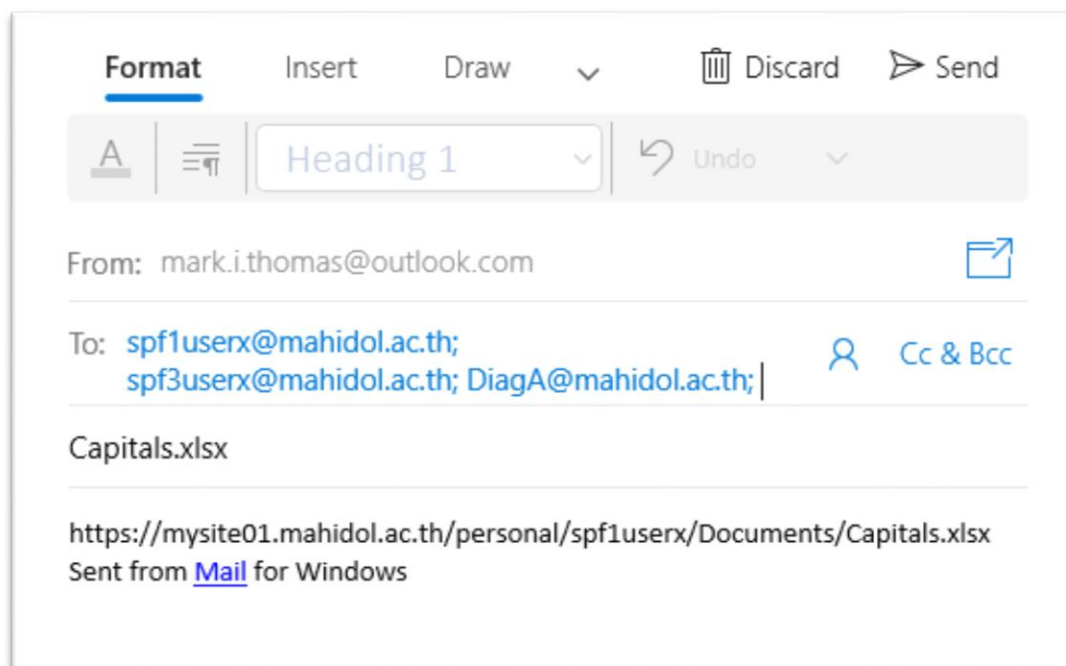 Format Insert Draw Discard Send
A Heading 1 Undo
From: mark.i.thomas@outlook.com
To: spf1userx@mahidol.ac.th;
spf3userx@mahidol.ac.th; DiagA@mahidol.ac.th; Cc & Bcc
Capitals.xlsx
https://mysite01.mahidol.ac.th/personal/spf1userx/Documents/Capitals.xlsx
Sent from Mail for Windows